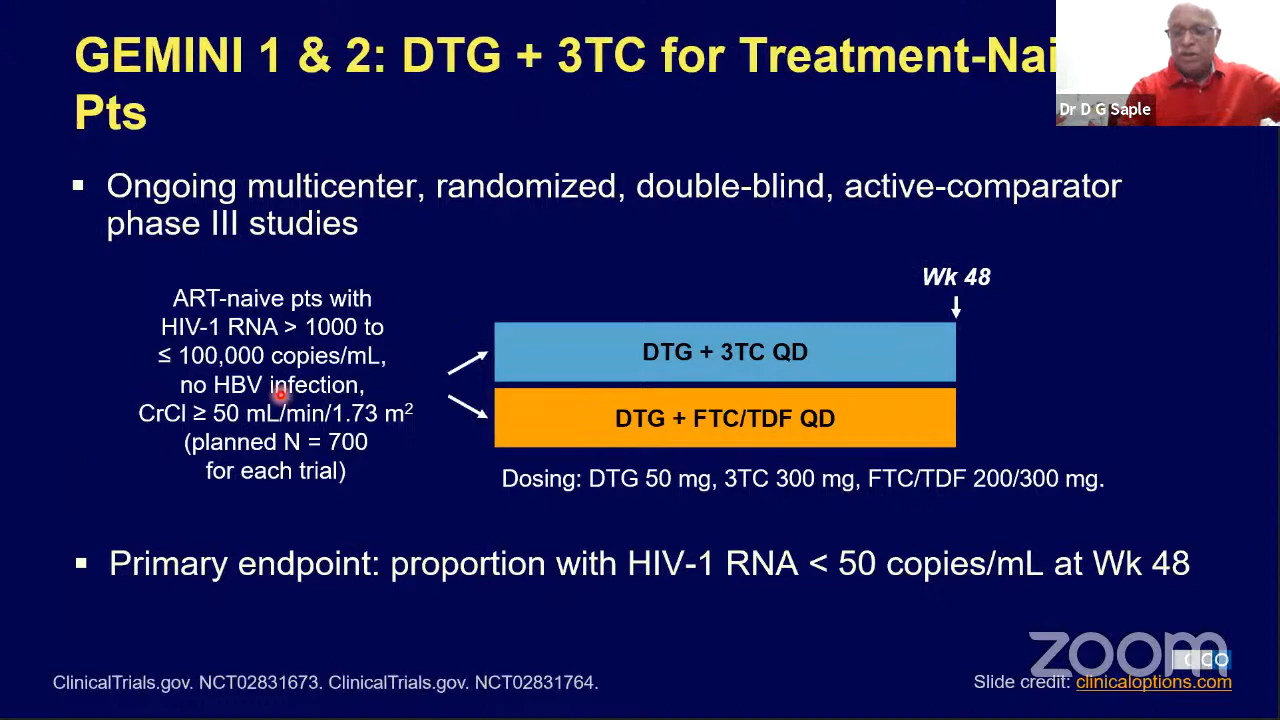 GEMINI 1 & 2: DTG + 3TC for Treatment-Nai
Pts
Dr D G Saple
▪ Ongoing multicenter, randomized, double-blind, active-comparator
phase III studies
Wk 48
ART-naive pts with
HIV-1 RNA > 1000 to
≤ 100,000 copies/mL,
no HBV infection,
CrCl ≥ 50 mL/min/1.73 m²
(planned N = 700
for each trial)
DTG + 3TC QD
DTG + FTC/TDF QD
Dosing: DTG 50 mg, 3TC 300 mg, FTC/TDF 200/300 mg.
▪ Primary endpoint: proportion with HIV-1 RNA < 50 copies/mL at Wk 48
zoom
ClinicalTrials.gov. NCT02831673. ClinicalTrials.gov. NCT02831764.
Slide credit: clinicaloptions.com